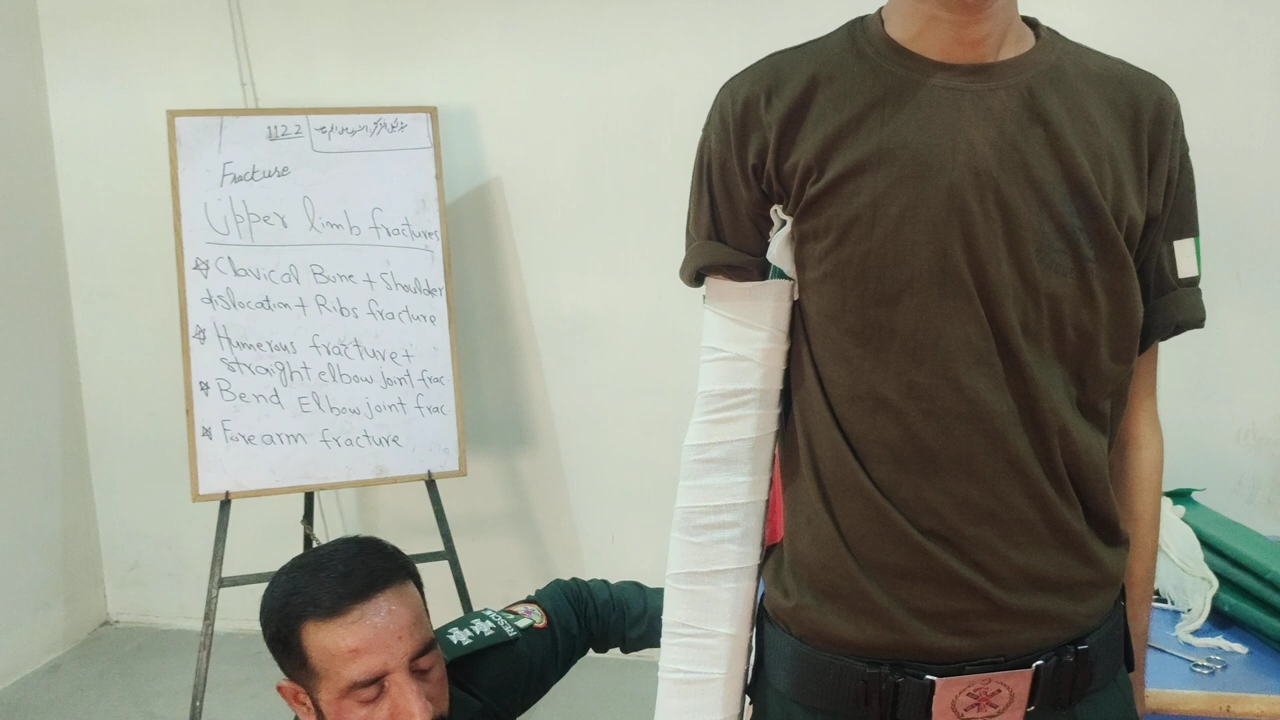 1122
Fracture
Upper limb fractures
Clavical Bone + Shoulder
dislocation + Ribs fracture
Humerous fracture +
straight elbow joint frac
Bend Elbow joint frac
Forearm fracture
RESCUE